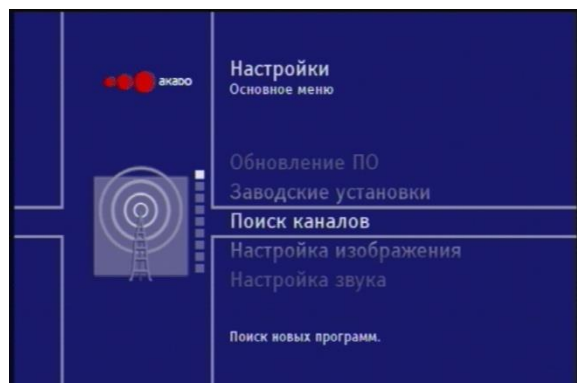 акадо
Настройки
Основное меню
Обновление ПО
Заводские установки
Поиск каналов
Настройка изображения
Настройка звука
Поиск новых программ.